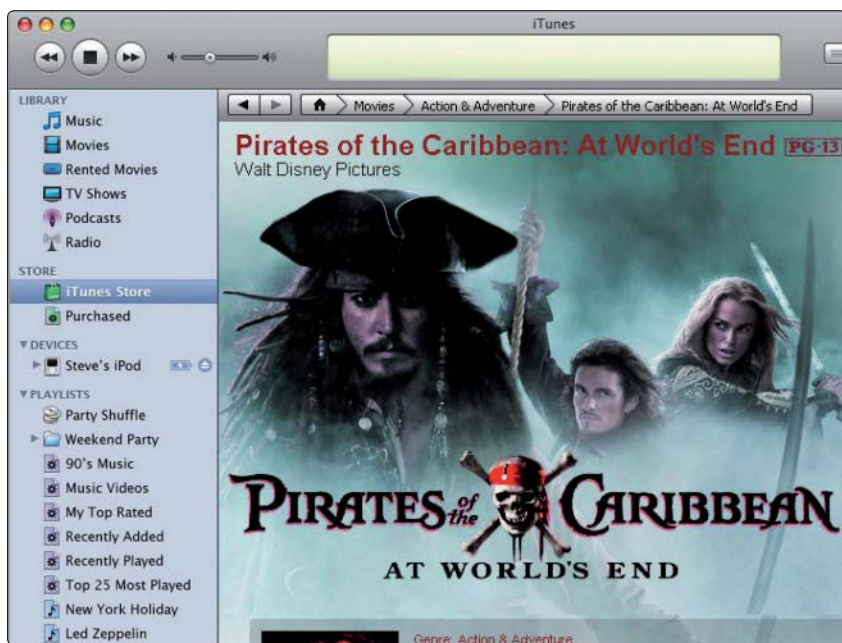 iTunes
LIBRARY
Music
Movies
Rented Movies
TV Shows
Podcasts
Radio
STORE
iTunes Store
Purchased
DEVICES
Steve's iPod
PLAYLISTS
Party Shuffle
Weekend Party
90's Music
Music Videos
My Top Rated
Recently Added
Recently Played
Top 25 Most Played
New York Holiday
Led Zeppelin
Movies Action & Adventure Pirates of the Caribbean: At World's End
Pirates of the Caribbean: At World's End PG-13
Walt Disney Pictures
PIRATES of the CARIBBEAN
AT WORLD'S END
Genre: Action & Adventure